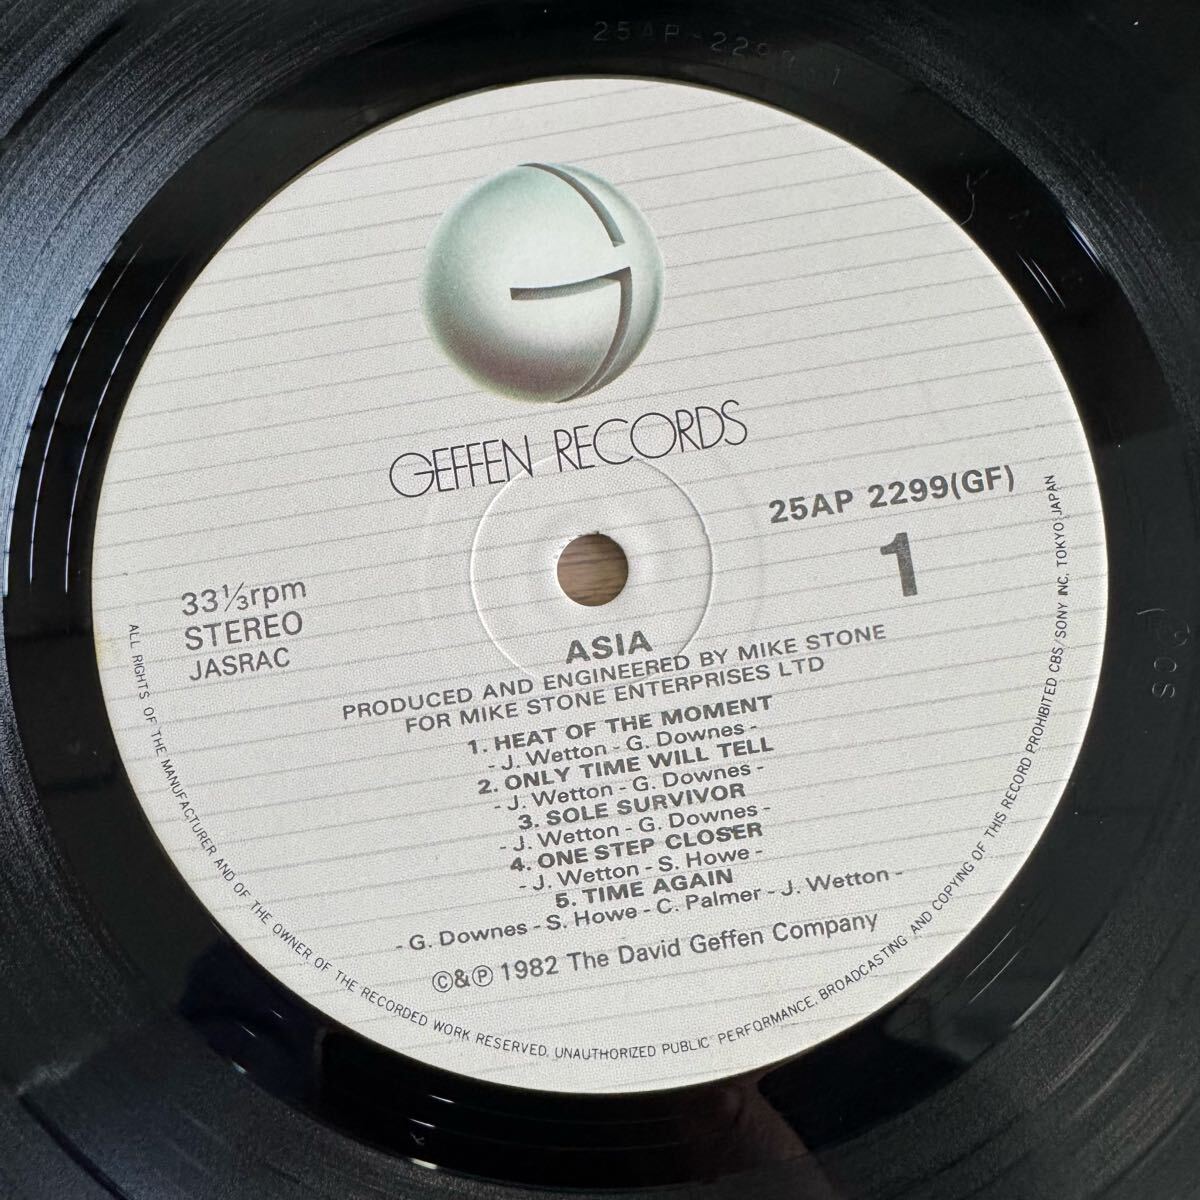 GEFFEN RECORDS
25AP 2299(GF)
1
33⅓rpm
STEREO
JASRAC
ASIA
PRODUCED AND ENGINEERED BY MIKE STONE
FOR MIKE STONE ENTERPRISES LTD
1. HEAT OF THE MOMENT
- J. Wetton - G. Downes -
2. ONLY TIME WILL TELL
- J. Wetton - G. Downes -
3. SOLE SURVIVOR
- J. Wetton - G. Downes -
4. ONE STEP CLOSER
- J. Wetton - S. Howe -
5. TIME AGAIN
- G. Downes - S. Howe - C. Palmer - J. Wetton -
©&℗ 1982 The David Geffen Company
ALL RIGHTS OF THE MANUFACTURER AND OF THE OWNER OF THE RECORDED WORK RESERVED. UNAUTHORIZED PUBLIC PERFORMANCE, BROADCASTING AND COPYING OF THIS RECORD PROHIBITED CBS/SONY INC. TOKYO JAPAN